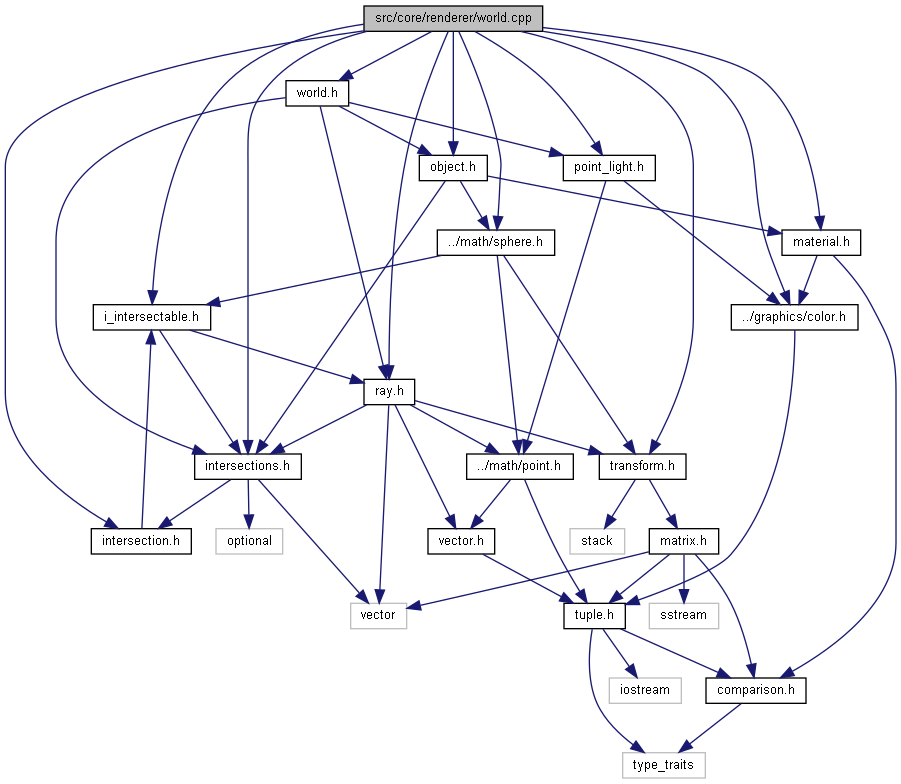 src/core/renderer/world.cpp
world.h
object.h
point_light.h
../math/sphere.h
material.h
i_intersectable.h
../graphics/color.h
ray.h
intersections.h
../math/point.h
transform.h
intersection.h
optional
vector.h
stack
matrix.h
vector
tuple.h
sstream
iostream
comparison.h
type_traits